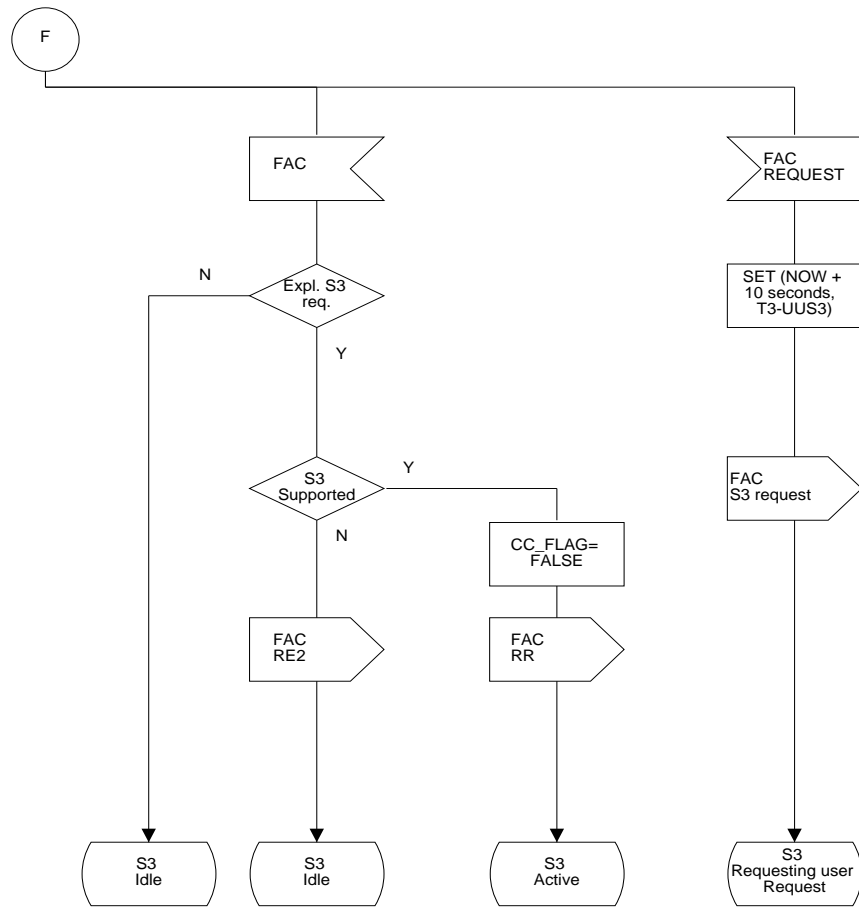 F
FAC
FAC
REQUEST
N
Expl. S3
req.
SET (NOW +
10 seconds,
T3-UUS3)
Y
S3
Supported
Y
FAC
S3 request
N
CC_FLAG=
FALSE
FAC
RE2
FAC
RR
S3
Idle
S3
Idle
S3
Active
S3
Requesting user
Request